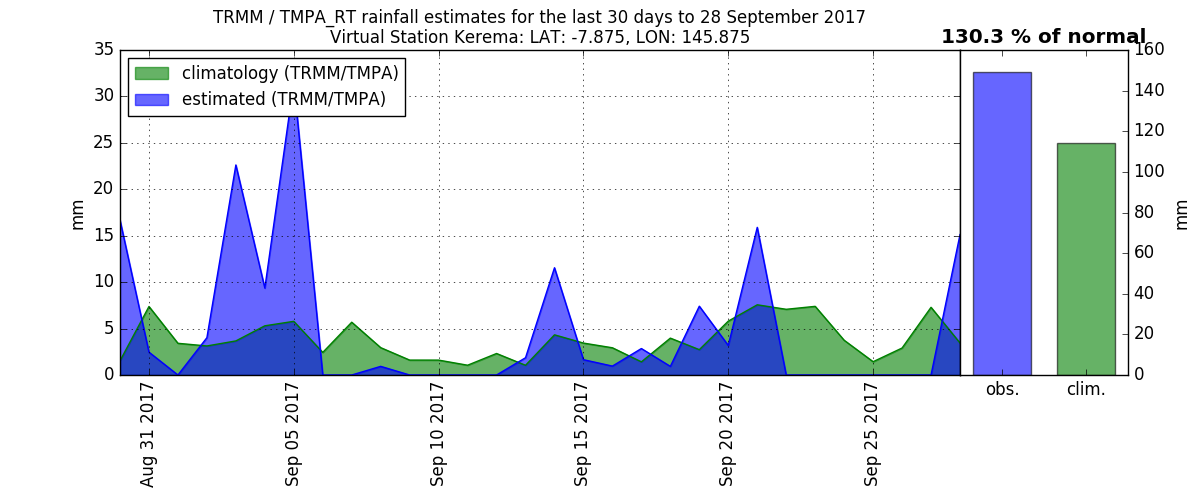 TRMM / TMPA_RT rainfall estimates for the last 30 days to 28 September 2017
Virtual Station Kerema: LAT: -7.875, LON: 145.875
130.3 % of normal
climatology (TRMM/TMPA)
estimated (TRMM/TMPA)
mm
35
30
25
20
15
10
5
0
Aug 31 2017
Sep 05 2017
Sep 10 2017
Sep 15 2017
Sep 20 2017
Sep 25 2017
obs.
clim.
160
140
120
100
80
60
40
20
0
mm